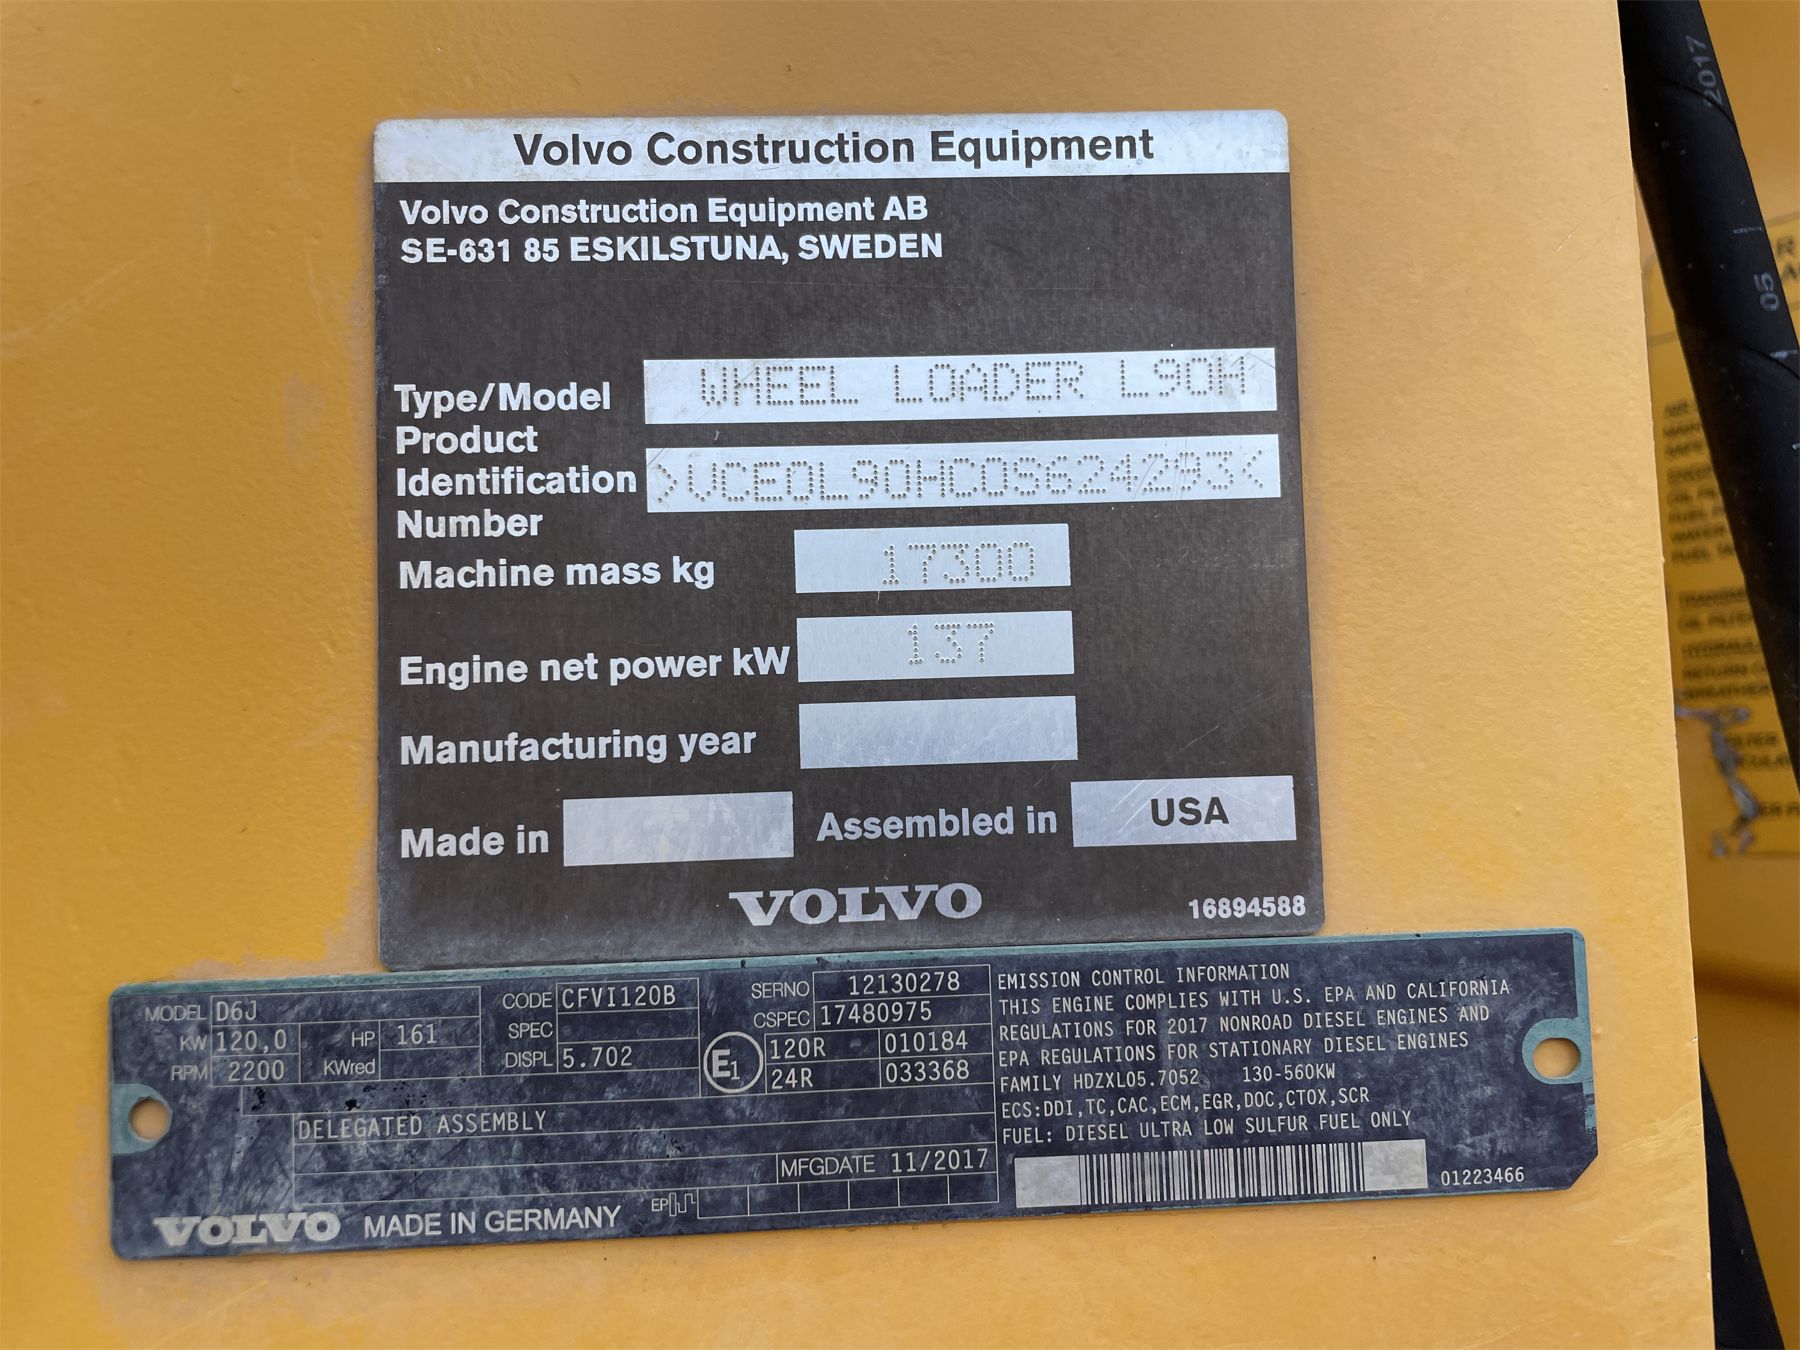 Volvo Construction Equipment
Volvo Construction Equipment AB
SE-631 85 ESKILSTUNA, SWEDEN
Type/Model WHEEL LOADER L90H
Product
Identification >VCE0L90HC0S624293<
Number
Machine mass kg 17300
Engine net power kW 137
Manufacturing year
Made in Assembled in USA
VOLVO 16894588
MODEL D6J
KW 120,0 HP 161
RPM 2200 KWred
CODE CFVI120B
SPEC
DISPL 5.702
SERNO 12130278
CSPEC 17480975
E1 120R 010184
24R 033368
DELEGATED ASSEMBLY
MFGDATE 11/2017
EP
VOLVO MADE IN GERMANY
EMISSION CONTROL INFORMATION
THIS ENGINE COMPLIES WITH U.S. EPA AND CALIFORNIA
REGULATIONS FOR 2017 NONROAD DIESEL ENGINES AND
EPA REGULATIONS FOR STATIONARY DIESEL ENGINES
FAMILY HDZXL05.7052 130-560KW
ECS:DDI,TC,CAC,ECM,EGR,DOC,CTOX,SCR
FUEL: DIESEL ULTRA LOW SULFUR FUEL ONLY
01223466
2017
05